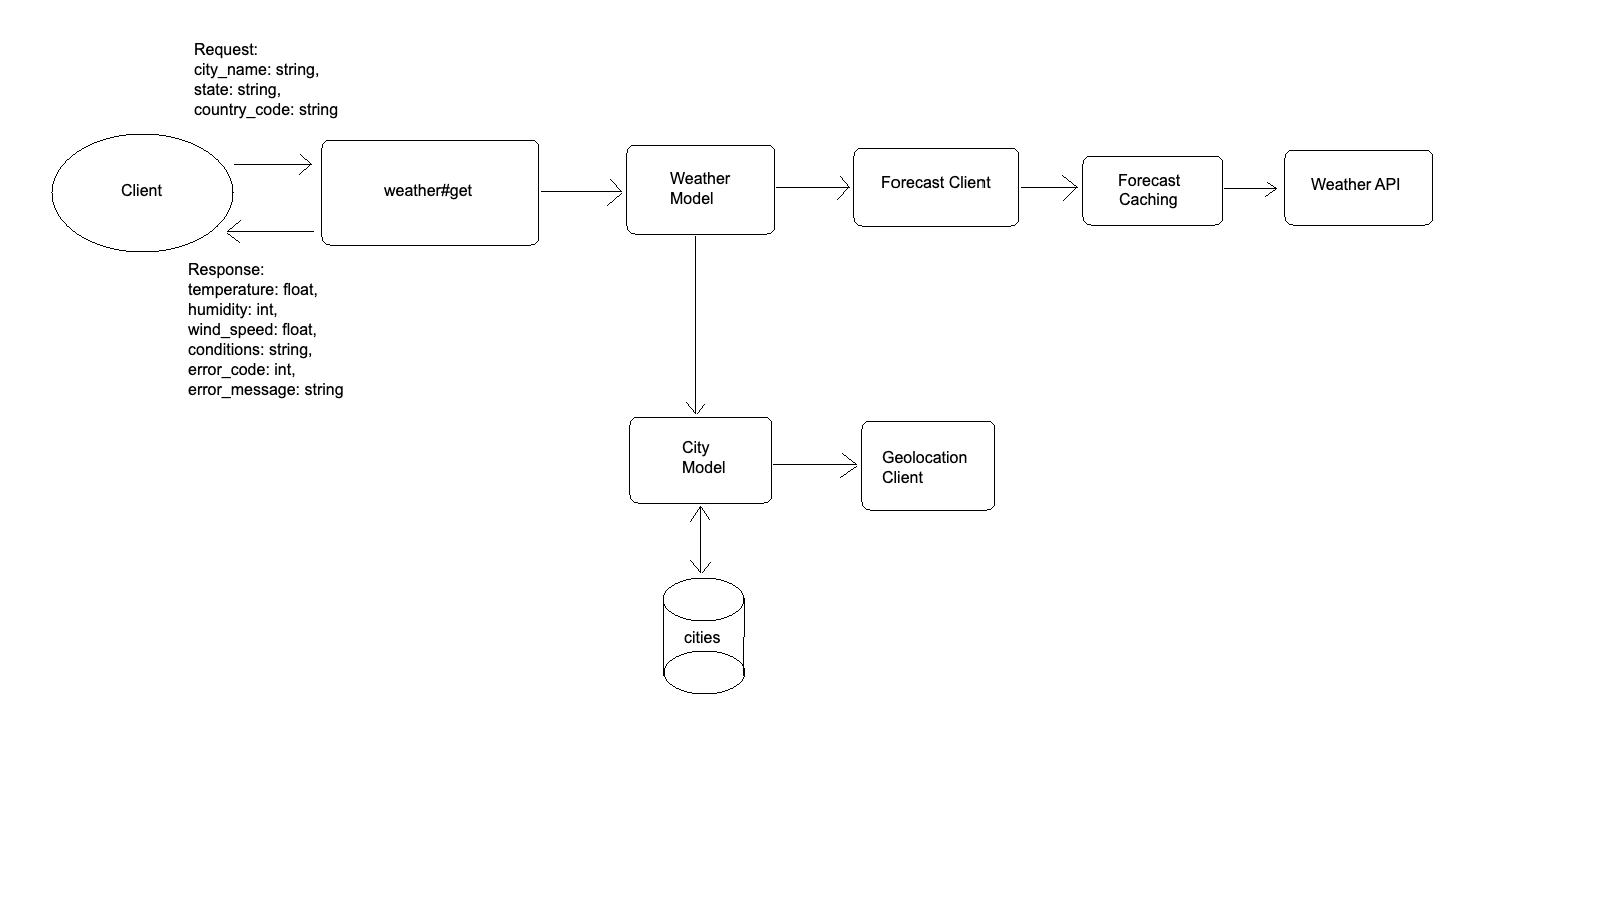 Request:
city_name: string,
state: string,
country_code: string
Client
weather#get
Weather
Model
Forecast Client
Forecast
Caching
Weather API
Response:
temperature: float,
humidity: int,
wind_speed: float,
conditions: string,
error_code: int,
error_message: string
City
Model
Geolocation
Client
cities